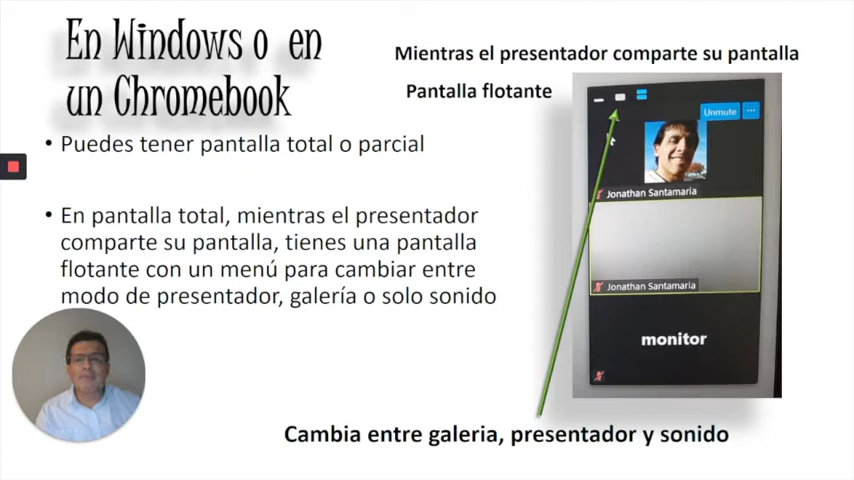 En Windows o en
un Chromebook
Mientras el presentador comparte su pantalla
Pantalla flotante
• Puedes tener pantalla total o parcial
• En pantalla total, mientras el presentador
comparte su pantalla, tienes una pantalla
flotante con un menú para cambiar entre
modo de presentador, galería o solo sonido
Unmute
...
Jonathan Santamaria
Jonathan Santamaria
monitor
Cambia entre galeria, presentador y sonido